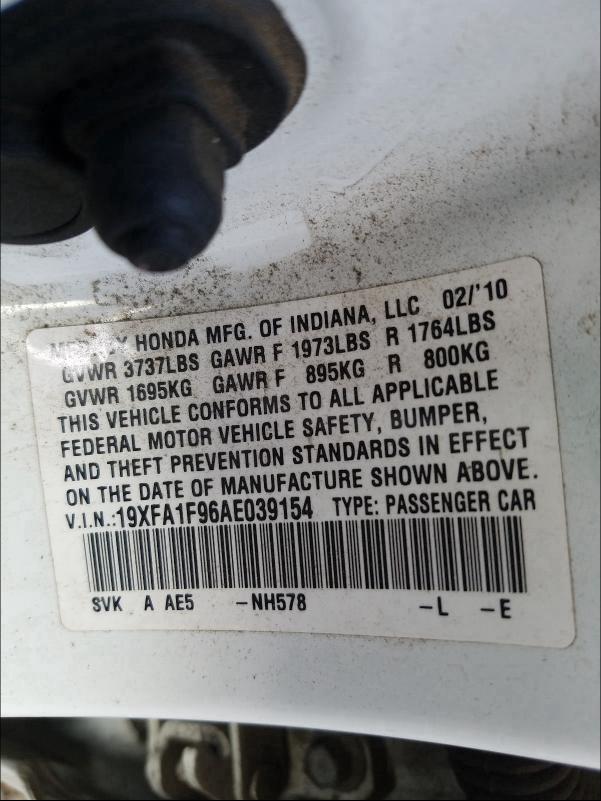 HONDA MFG. OF INDIANA, LLC 02/'10
GVWR 3737LBS GAWR F 1973LBS R 1764LBS
GVWR 1695KG GAWR F 895KG R 800KG
THIS VEHICLE CONFORMS TO ALL APPLICABLE
FEDERAL MOTOR VEHICLE SAFETY, BUMPER,
AND THEFT PREVENTION STANDARDS IN EFFECT
ON THE DATE OF MANUFACTURE SHOWN ABOVE.
V.I.N.:19XFA1F96AE039154 TYPE: PASSENGER CAR
SVK A AE5 -NH578 -L -E